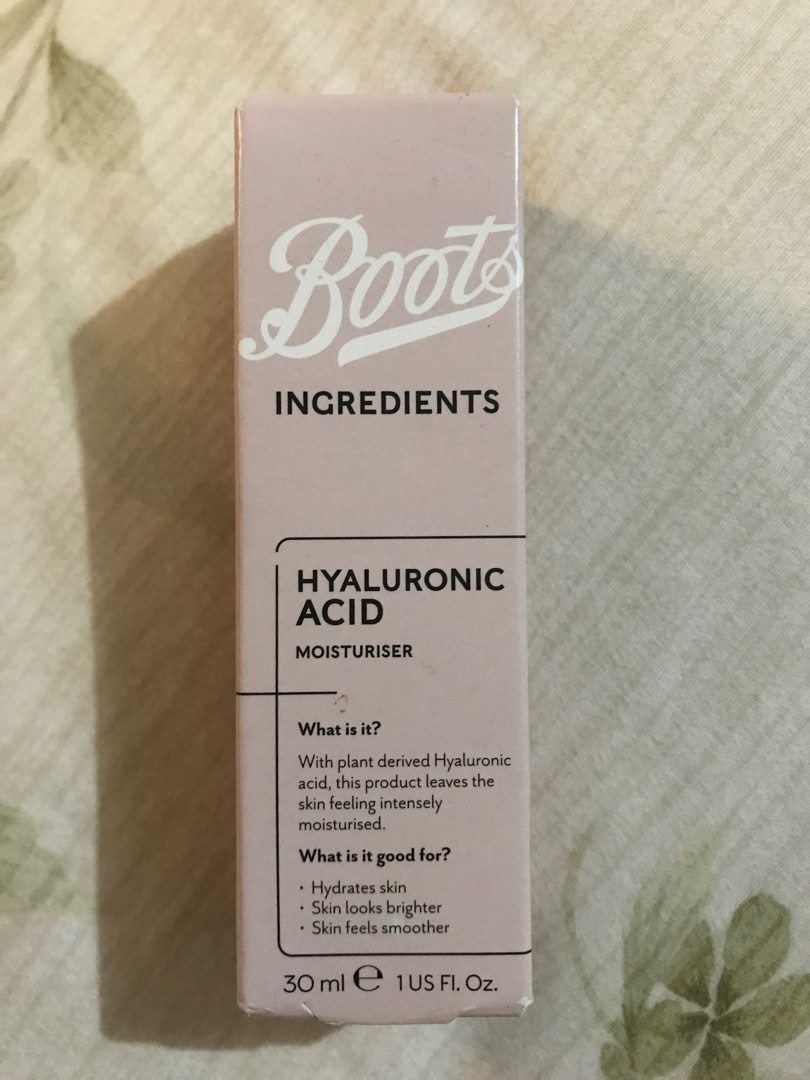 Boots
INGREDIENTS
HYALURONIC
ACID
MOISTURISER
What is it?
With plant derived Hyaluronic
acid, this product leaves the
skin feeling intensely
moisturised.
What is it good for?
• Hydrates skin
• Skin looks brighter
• Skin feels smoother
30 ml ℮ 1 US Fl. Oz.